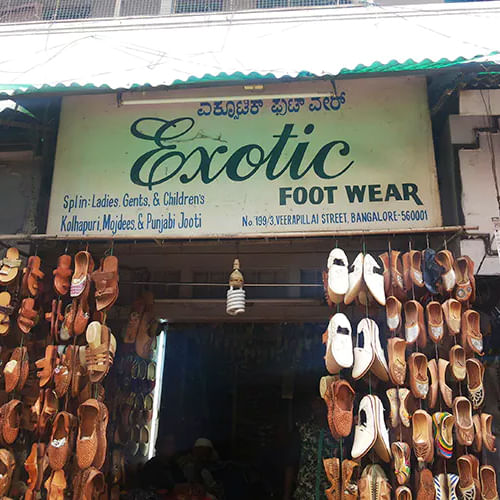 ಎಕ್ಸೂಟಿಕ್ ಫುಟ್ ವೇರ್
Exotic
FOOT WEAR
Spl in: Ladies, Gents, & Children's
Kolhapuri, Mojdees, & Punjabi Jooti
No. 199/3, VEERAPILLAI STREET, BANGALORE-560001